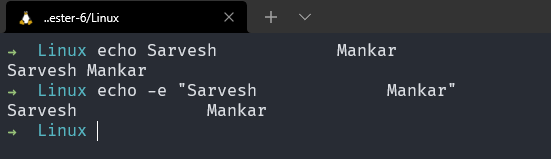 ..ester-6/Linux
→ Linux echo Sarvesh            Mankar
Sarvesh Mankar
→ Linux echo -e "Sarvesh             Mankar"
Sarvesh             Mankar
→ Linux